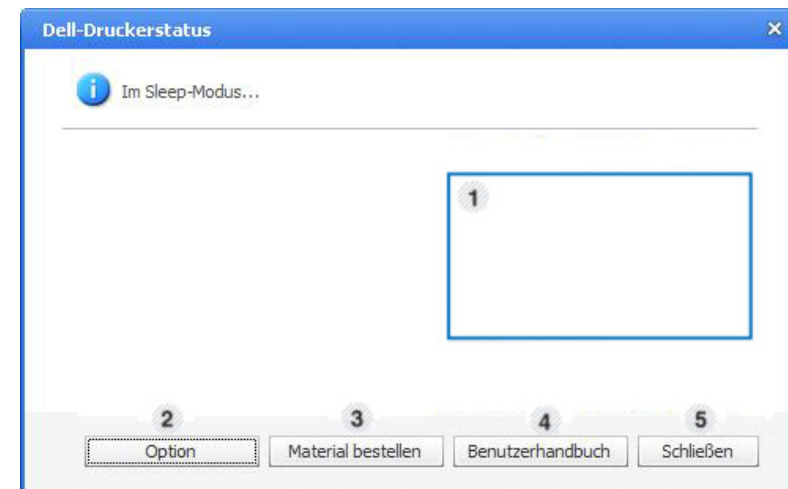 Dell-Druckerstatus
Im Sleep-Modus...
1
2 3 4 5
Option Material bestellen Benutzerhandbuch Schließen